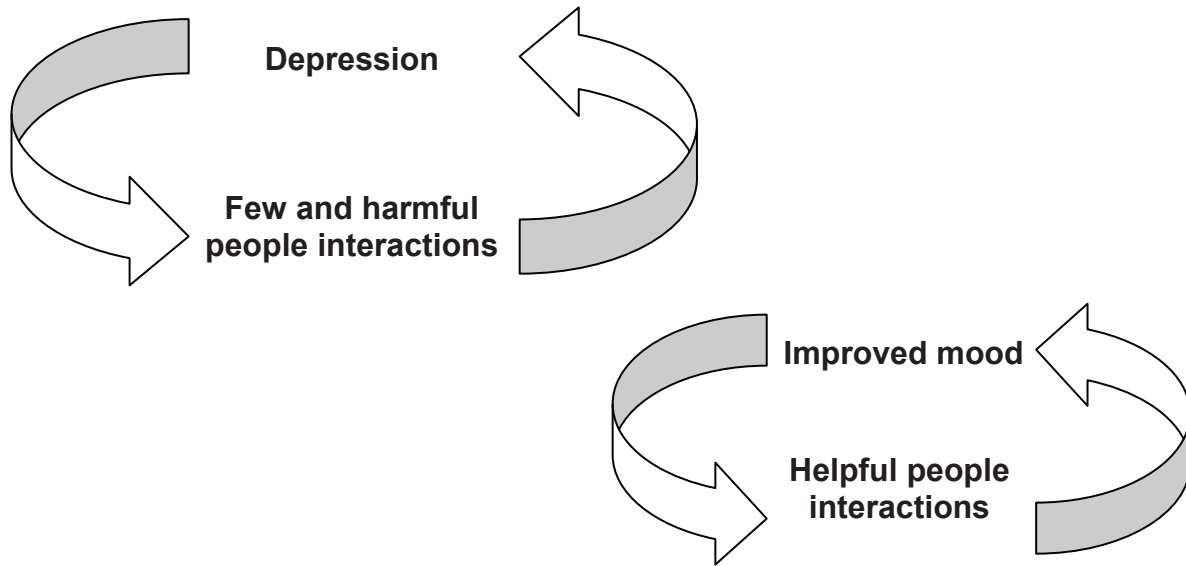 Depression
Few and harmful
people interactions
Improved mood
Helpful people
interactions